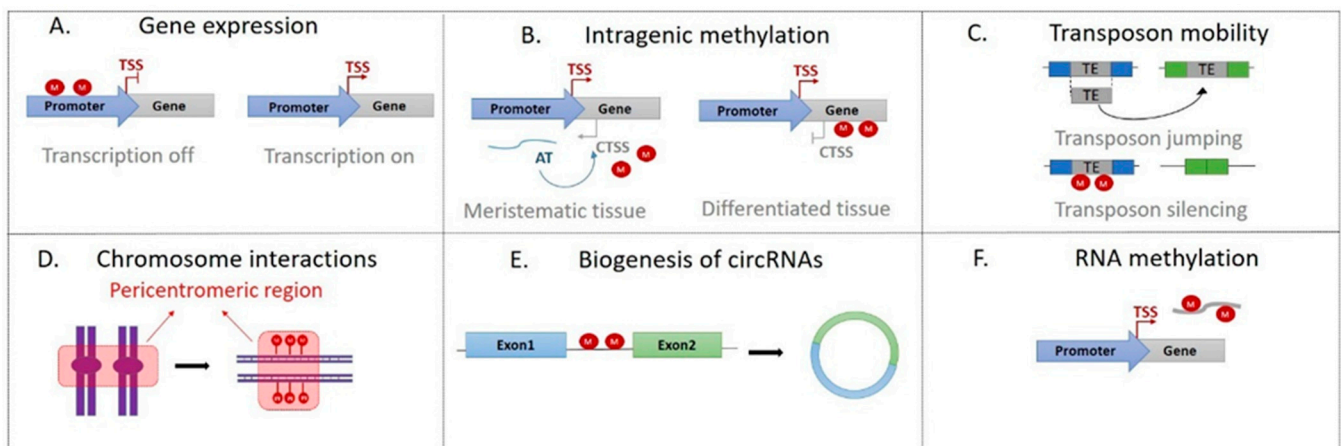 A. Gene expression
TSS
M M
Promoter Gene
Transcription off
TSS
Promoter Gene
Transcription on
B. Intragenic methylation
TSS
Promoter Gene
CTSS
AT
M
M
Meristematic tissue
TSS
Promoter Gene
M M
CTSS
Differentiated tissue
C. Transposon mobility
TE TE
TE
Transposon jumping
TE
M M
Transposon silencing
D. Chromosome interactions
Pericentromeric region
M M M
M M M
E. Biogenesis of circRNAs
Exon1 M M Exon2
F. RNA methylation
M
TSS M
Promoter Gene